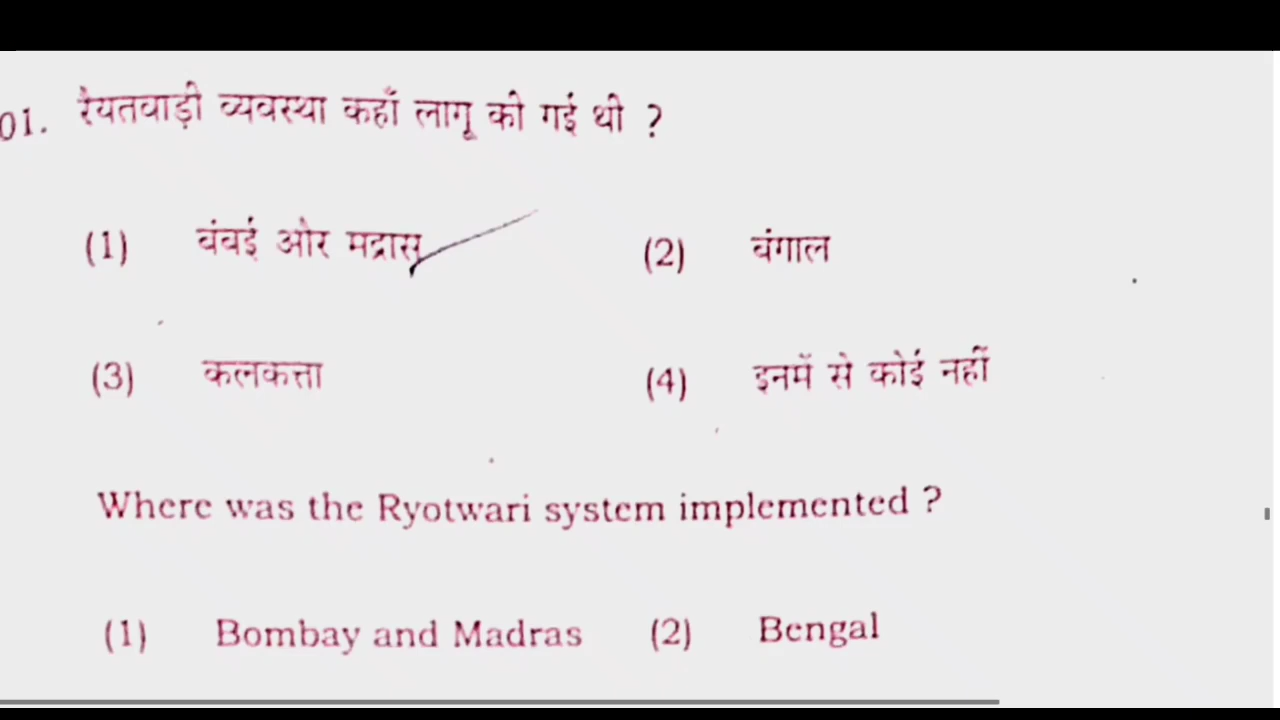 01. रैयतवाड़ी व्यवस्था कहाँ लागू की गई थी ?
(1) बंबई और मद्रास (2) बंगाल
(3) कलकत्ता (4) इनमें से कोई नहीं
Where was the Ryotwari system implemented ?
(1) Bombay and Madras (2) Bengal